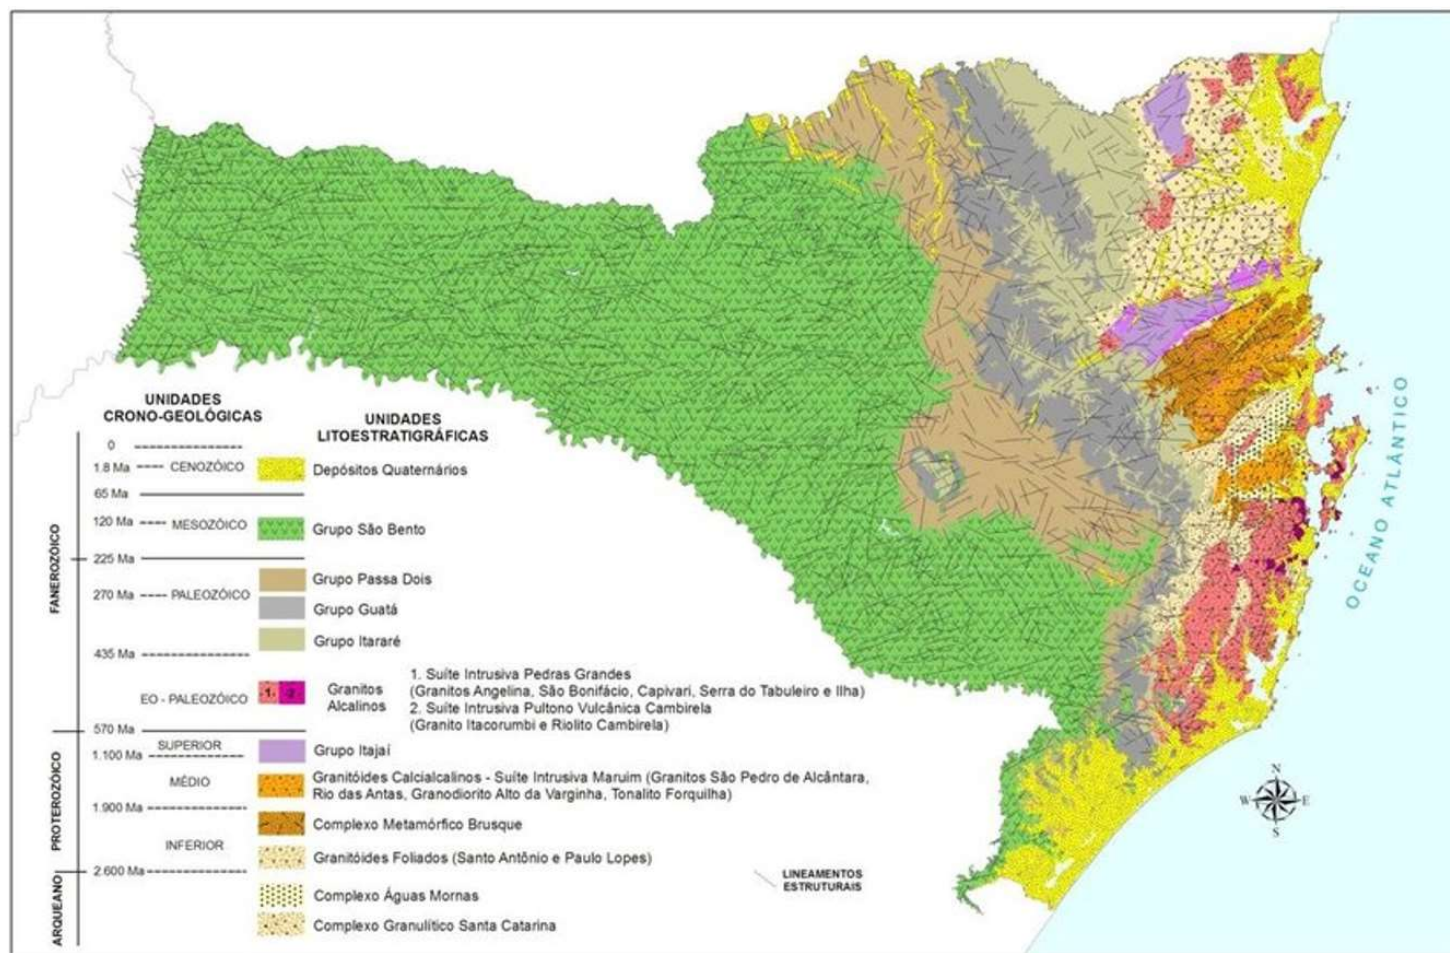 OCEANO ATLÂNTICO
UNIDADES
CRONO-GEOLÓGICAS
UNIDADES
LITOESTRATIGRÁFICAS
FANEROZÓICO
0
1.8 Ma
CENOZÓICO
Depósitos Quaternários
65 Ma
120 Ma
MESOZÓICO
Grupo São Bento
225 Ma
Grupo Passa Dois
270 Ma
PALEOZÓICO
Grupo Guatá
Grupo Itararé
435 Ma
EO - PALEOZÓICO
1 2
Granitos
Alcalinos
1. Suíte Intrusiva Pedras Grandes
(Granitos Angelina, São Bonifácio, Capivari, Serra do Tabuleiro e Ilha)
2. Suíte Intrusiva Pultono Vulcânica Cambirela
(Granito Itacorumbi e Riolito Cambirela)
570 Ma
PROTEROZÓICO
SUPERIOR
Grupo Itajaí
1.100 Ma
MÉDIO
Granitóides Calcialcalinos - Suíte Intrusiva Maruim (Granitos São Pedro de Alcântara,
Rio das Antas, Granodiorito Alto da Varginha, Tonalito Forquilha)
1.900 Ma
Complexo Metamórfico Brusque
INFERIOR
Granitóides Foliados (Santo Antônio e Paulo Lopes)
2.600 Ma
ARQUEANO
Complexo Águas Mornas
Complexo Granulítico Santa Catarina
LINEAMENTOS
ESTRUTURAIS
N
W E
S